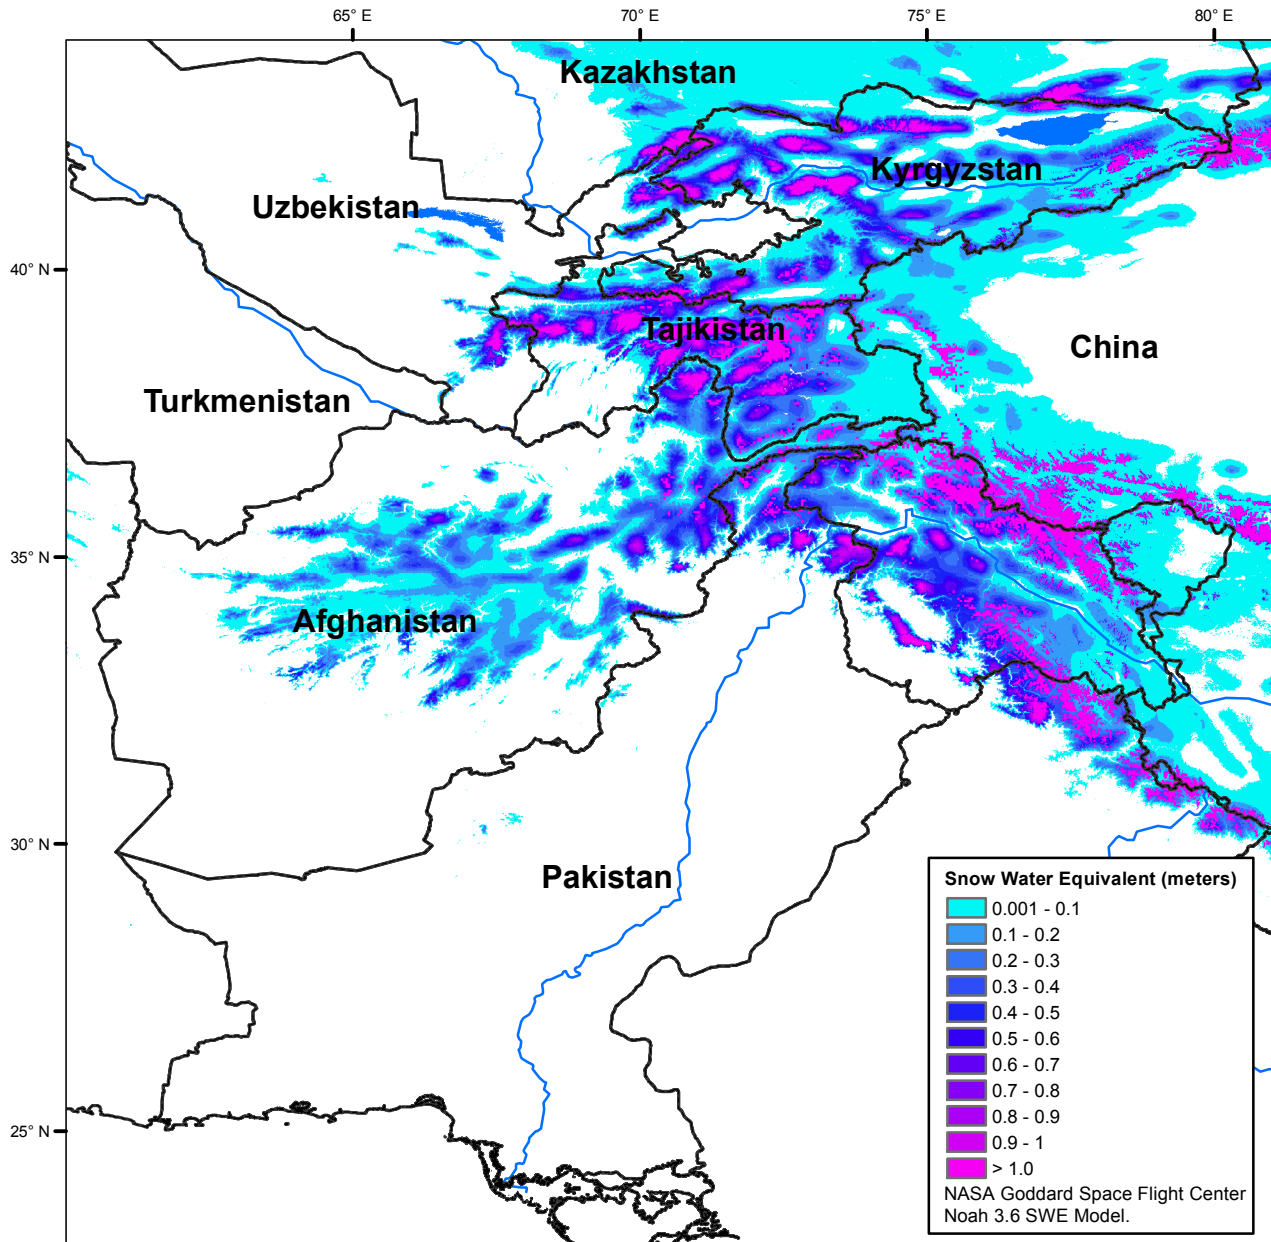 65° E
70° E
75° E
80° E
Kazakhstan
Kyrgyzstan
Uzbekistan
40° N
Tajikistan
China
Turkmenistan
35° N
Afghanistan
30° N
Pakistan
25° N
Snow Water Equivalent (meters)
0.001 - 0.1
0.1 - 0.2
0.2 - 0.3
0.3 - 0.4
0.4 - 0.5
0.5 - 0.6
0.6 - 0.7
0.7 - 0.8
0.8 - 0.9
0.9 - 1
> 1.0
NASA Goddard Space Flight Center
Noah 3.6 SWE Model.